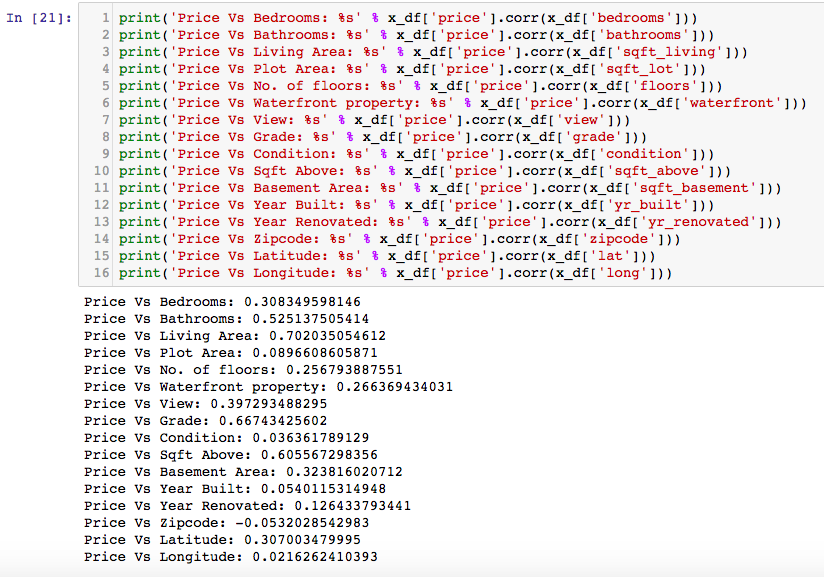 In [21]:
1 print('Price Vs Bedrooms: %s' % x_df['price'].corr(x_df['bedrooms']))
2 print('Price Vs Bathrooms: %s' % x_df['price'].corr(x_df['bathrooms']))
3 print('Price Vs Living Area: %s' % x_df['price'].corr(x_df['sqft_living']))
4 print('Price Vs Plot Area: %s' % x_df['price'].corr(x_df['sqft_lot']))
5 print('Price Vs No. of floors: %s' % x_df['price'].corr(x_df['floors']))
6 print('Price Vs Waterfront property: %s' % x_df['price'].corr(x_df['waterfront']))
7 print('Price Vs View: %s' % x_df['price'].corr(x_df['view']))
8 print('Price Vs Grade: %s' % x_df['price'].corr(x_df['grade']))
9 print('Price Vs Condition: %s' % x_df['price'].corr(x_df['condition']))
10 print('Price Vs Sqft Above: %s' % x_df['price'].corr(x_df['sqft_above']))
11 print('Price Vs Basement Area: %s' % x_df['price'].corr(x_df['sqft_basement']))
12 print('Price Vs Year Built: %s' % x_df['price'].corr(x_df['yr_built']))
13 print('Price Vs Year Renovated: %s' % x_df['price'].corr(x_df['yr_renovated']))
14 print('Price Vs Zipcode: %s' % x_df['price'].corr(x_df['zipcode']))
15 print('Price Vs Latitude: %s' % x_df['price'].corr(x_df['lat']))
16 print('Price Vs Longitude: %s' % x_df['price'].corr(x_df['long']))
Price Vs Bedrooms: 0.308349598146
Price Vs Bathrooms: 0.525137505414
Price Vs Living Area: 0.702035054612
Price Vs Plot Area: 0.0896608605871
Price Vs No. of floors: 0.256793887551
Price Vs Waterfront property: 0.266369434031
Price Vs View: 0.397293488295
Price Vs Grade: 0.66743425602
Price Vs Condition: 0.036361789129
Price Vs Sqft Above: 0.605567298356
Price Vs Basement Area: 0.323816020712
Price Vs Year Built: 0.0540115314948
Price Vs Year Renovated: 0.126433793441
Price Vs Zipcode: -0.0532028542983
Price Vs Latitude: 0.307003479995
Price Vs Longitude: 0.0216262410393